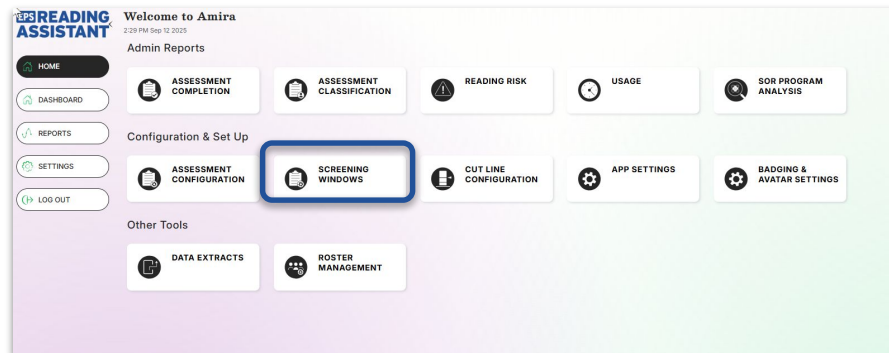 EPS READING
ASSISTANT
Welcome to Amira
2:29 PM Sep 12 2025
HOME
DASHBOARD
REPORTS
SETTINGS
LOG OUT
Admin Reports
ASSESSMENT
COMPLETION
ASSESSMENT
CLASSIFICATION
READING RISK
USAGE
SOR PROGRAM
ANALYSIS
Configuration & Set Up
ASSESSMENT
CONFIGURATION
SCREENING
WINDOWS
CUT LINE
CONFIGURATION
APP SETTINGS
BADGING &
AVATAR SETTINGS
Other Tools
DATA EXTRACTS
ROSTER
MANAGEMENT